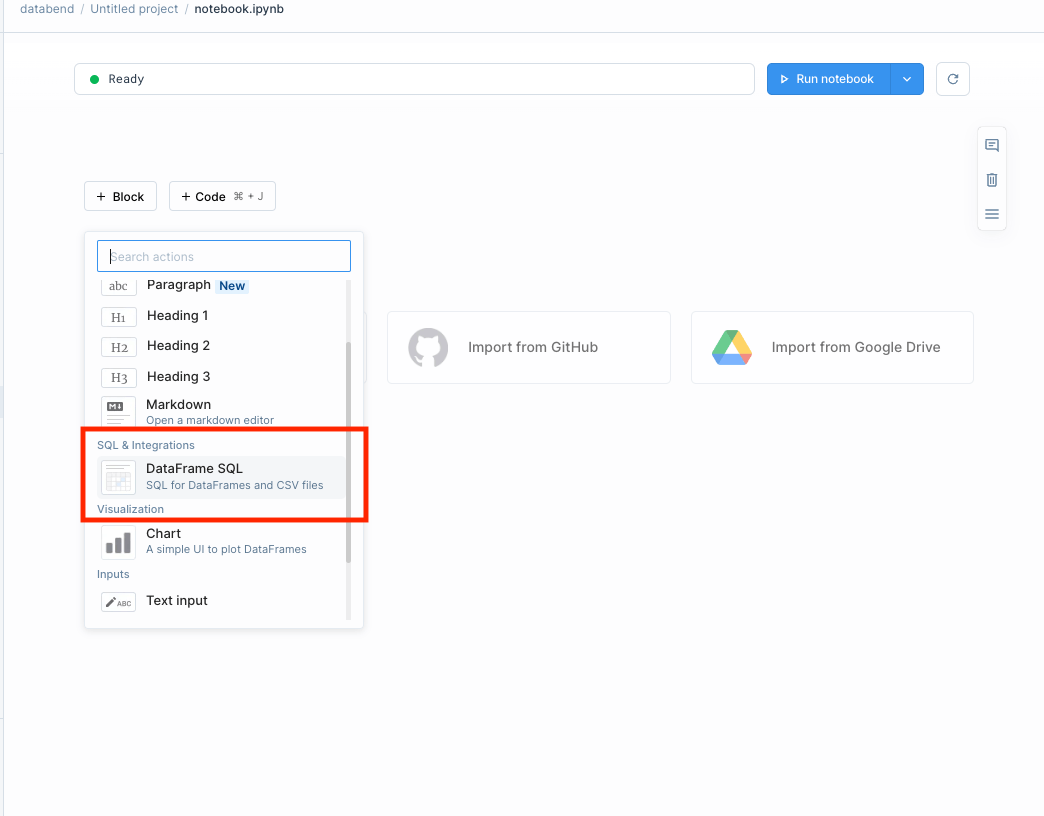 databend / Untitled project / notebook.ipynb
Ready
Run notebook
+ Block
+ Code ⌘ + J
Search actions
abc Paragraph New
H1 Heading 1
H2 Heading 2
H3 Heading 3
Markdown
Open a markdown editor
SQL & Integrations
DataFrame SQL
SQL for DataFrames and CSV files
Visualization
Chart
A simple UI to plot DataFrames
Inputs
ABC Text input
Import from GitHub
Import from Google Drive